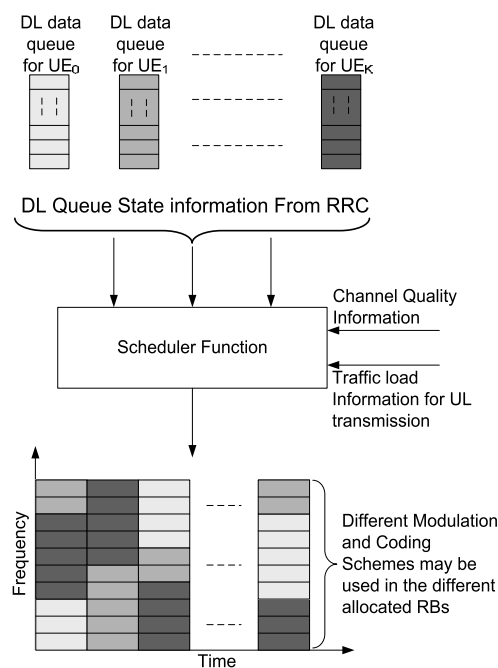 DL data
queue
for UE0
DL data
queue
for UE1
DL data
queue
for UEK
DL Queue State information From RRC
Channel Quality
Information
Scheduler Function
Traffic load
Information for UL
transmission
Frequency
Different Modulation
and Coding
Schemes may be
used in the different
allocated RBs
Time